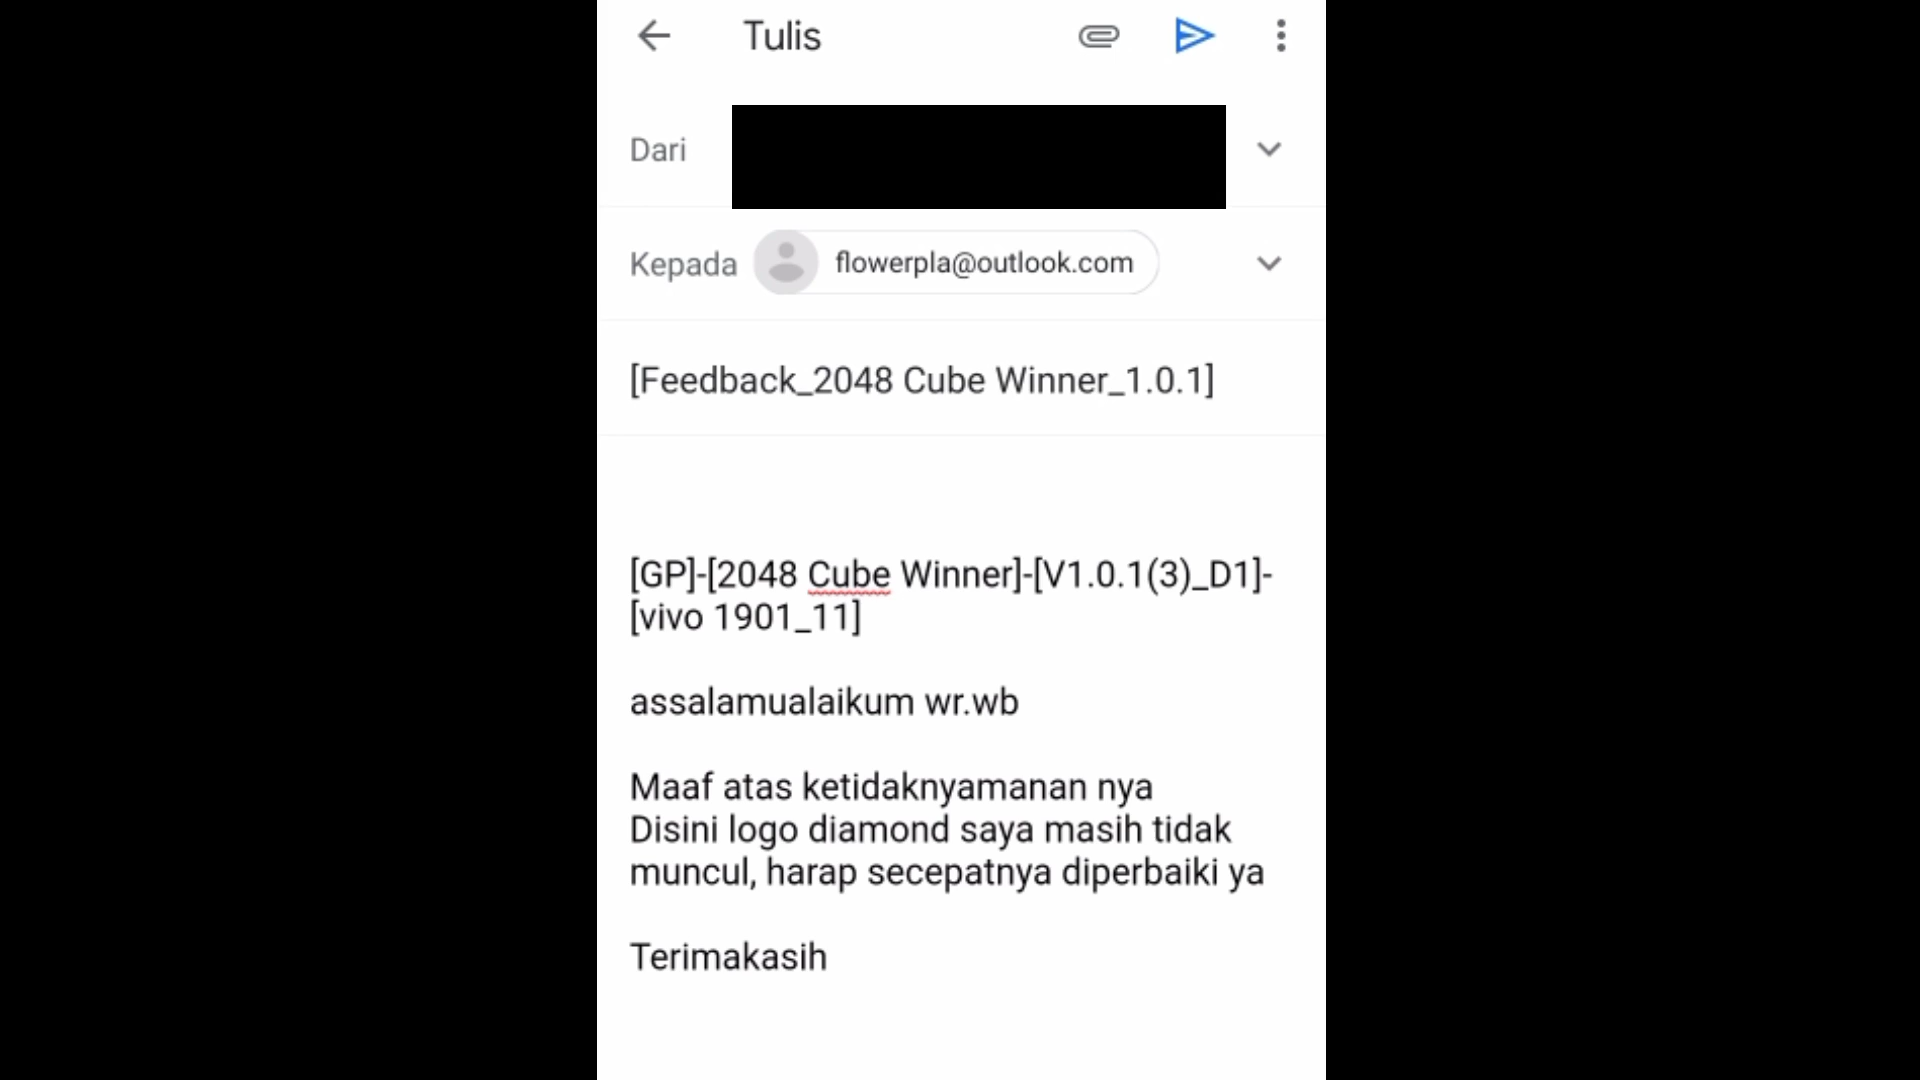 Tulis
Dari
Kepada flowerpla@outlook.com
[Feedback_2048 Cube Winner_1.0.1]
[GP]-[2048 Cube Winner]-[V1.0.1(3)_D1]-
[vivo 1901_11]
assalamualaikum wr.wb
Maaf atas ketidaknyamanan nya
Disini logo diamond saya masih tidak
muncul, harap secepatnya diperbaiki ya
Terimakasih